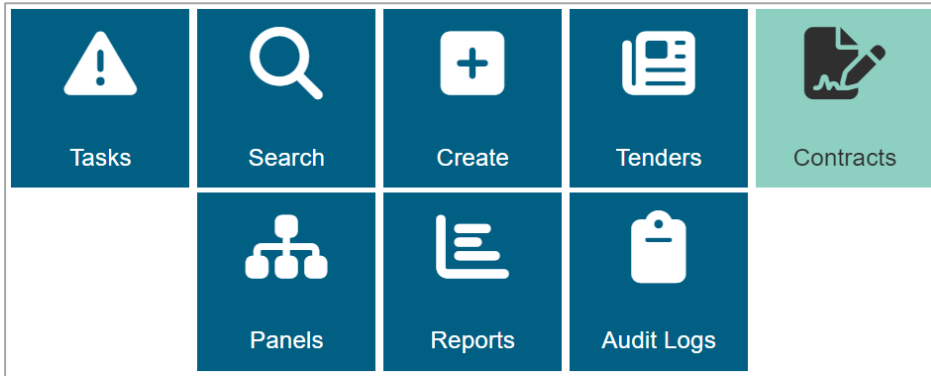 Tasks
Search
Create
Tenders
Contracts
Panels
Reports
Audit Logs